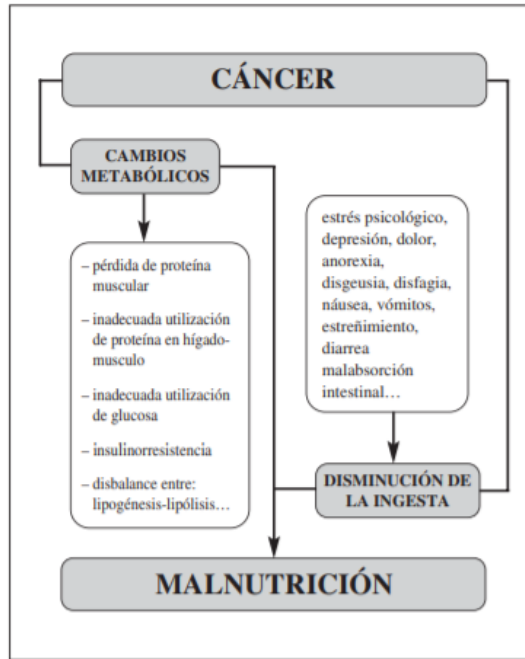 CÁNCER
CAMBIOS
METABÓLICOS
– pérdida de proteína
muscular
– inadecuada utilización
de proteína en hígado-
musculo
– inadecuada utilización
de glucosa
– insulinorresistencia
– disbalance entre:
lipogénesis-lipólisis…
estrés psicológico,
depresión, dolor,
anorexia,
disgeusia, disfagia,
náusea, vómitos,
estreñimiento,
diarrea
malabsorción
intestinal…
DISMINUCIÓN DE
LA INGESTA
MALNUTRICIÓN